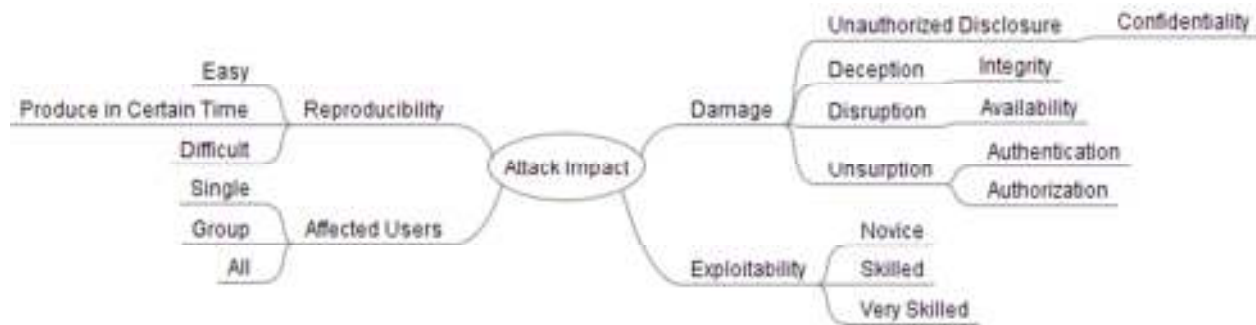 Attack Impact
Reproducibility
Easy
Produce in Certain Time
Difficult
Affected Users
Single
Group
All
Damage
Unauthorized Disclosure
Confidentiality
Deception
Integrity
Disruption
Availability
Unsurption
Authentication
Authorization
Exploitability
Novice
Skilled
Very Skilled